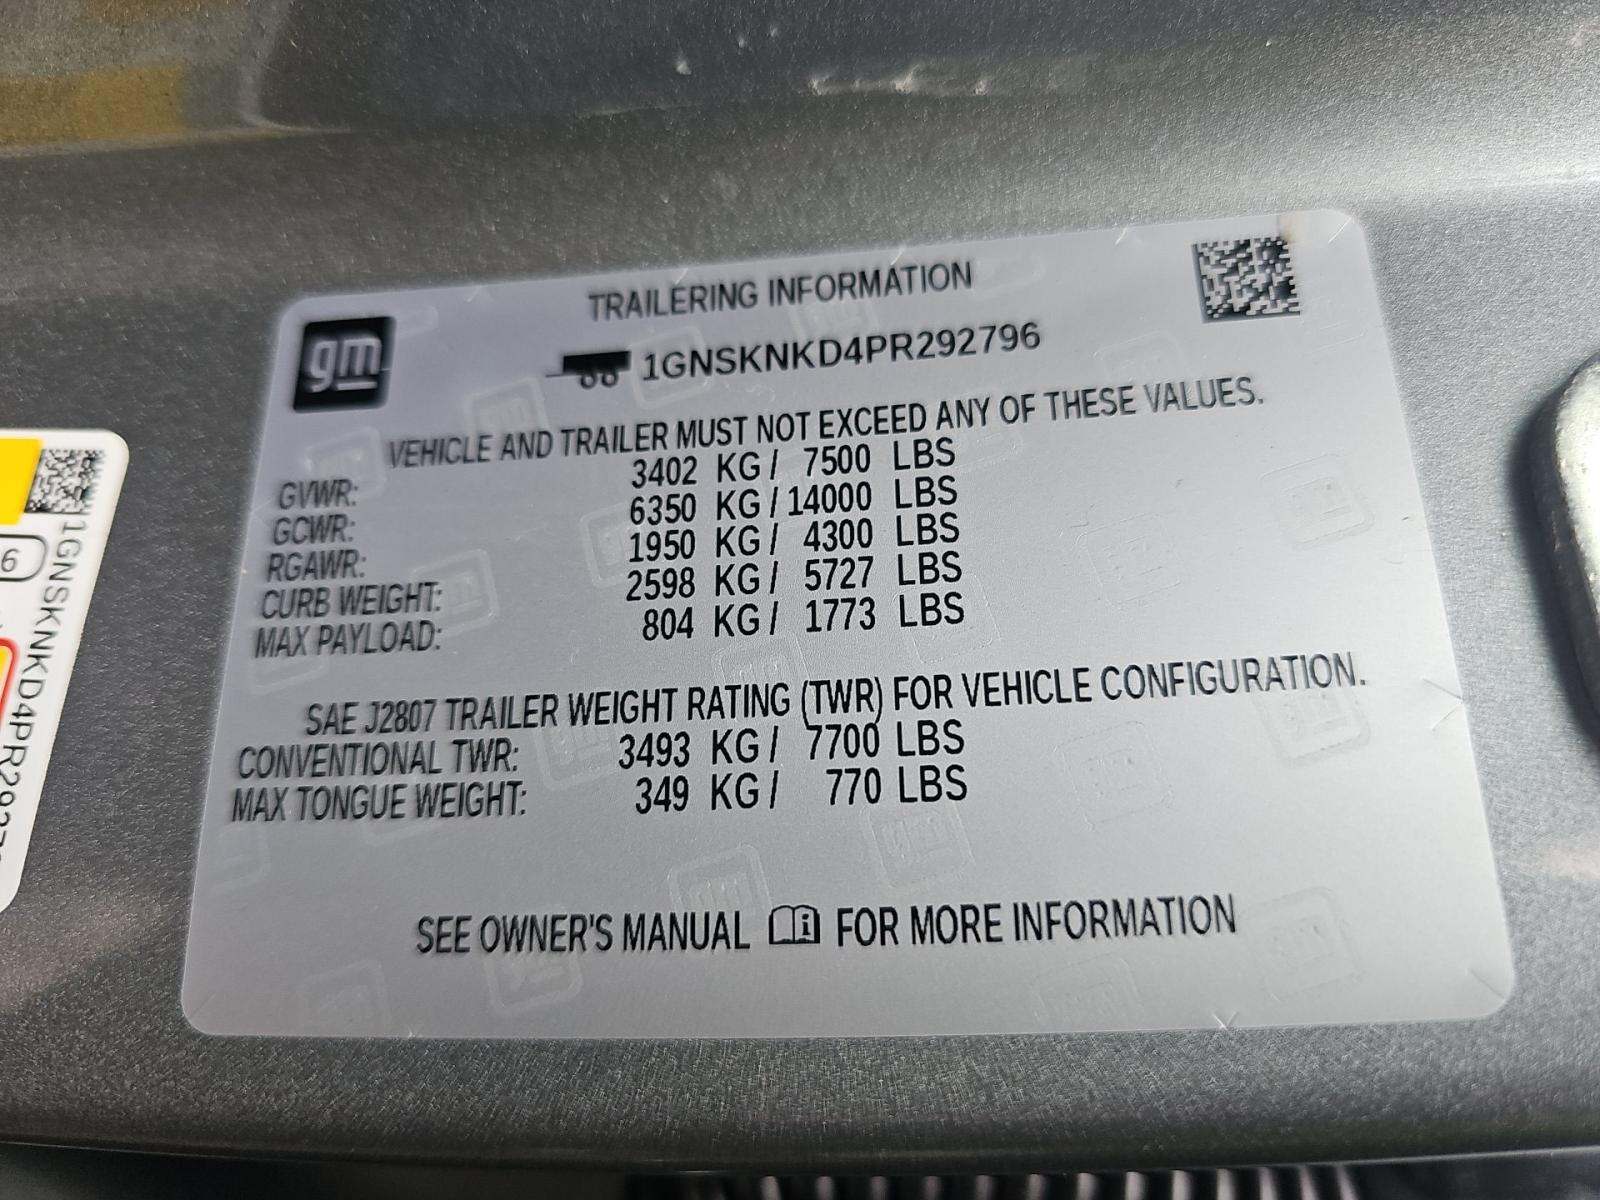 gm
TRAILERING INFORMATION
1GNSKNKD4PR292796
VEHICLE AND TRAILER MUST NOT EXCEED ANY OF THESE VALUES.
GVWR: 3402 KG / 7500 LBS
GCWR: 6350 KG / 14000 LBS
RGAWR: 1950 KG / 4300 LBS
CURB WEIGHT: 2598 KG / 5727 LBS
MAX PAYLOAD: 804 KG / 1773 LBS
SAE J2807 TRAILER WEIGHT RATING (TWR) FOR VEHICLE CONFIGURATION.
CONVENTIONAL TWR: 3493 KG / 7700 LBS
MAX TONGUE WEIGHT: 349 KG / 770 LBS
SEE OWNER'S MANUAL i FOR MORE INFORMATION
6
1GNSKNKD4PR2927